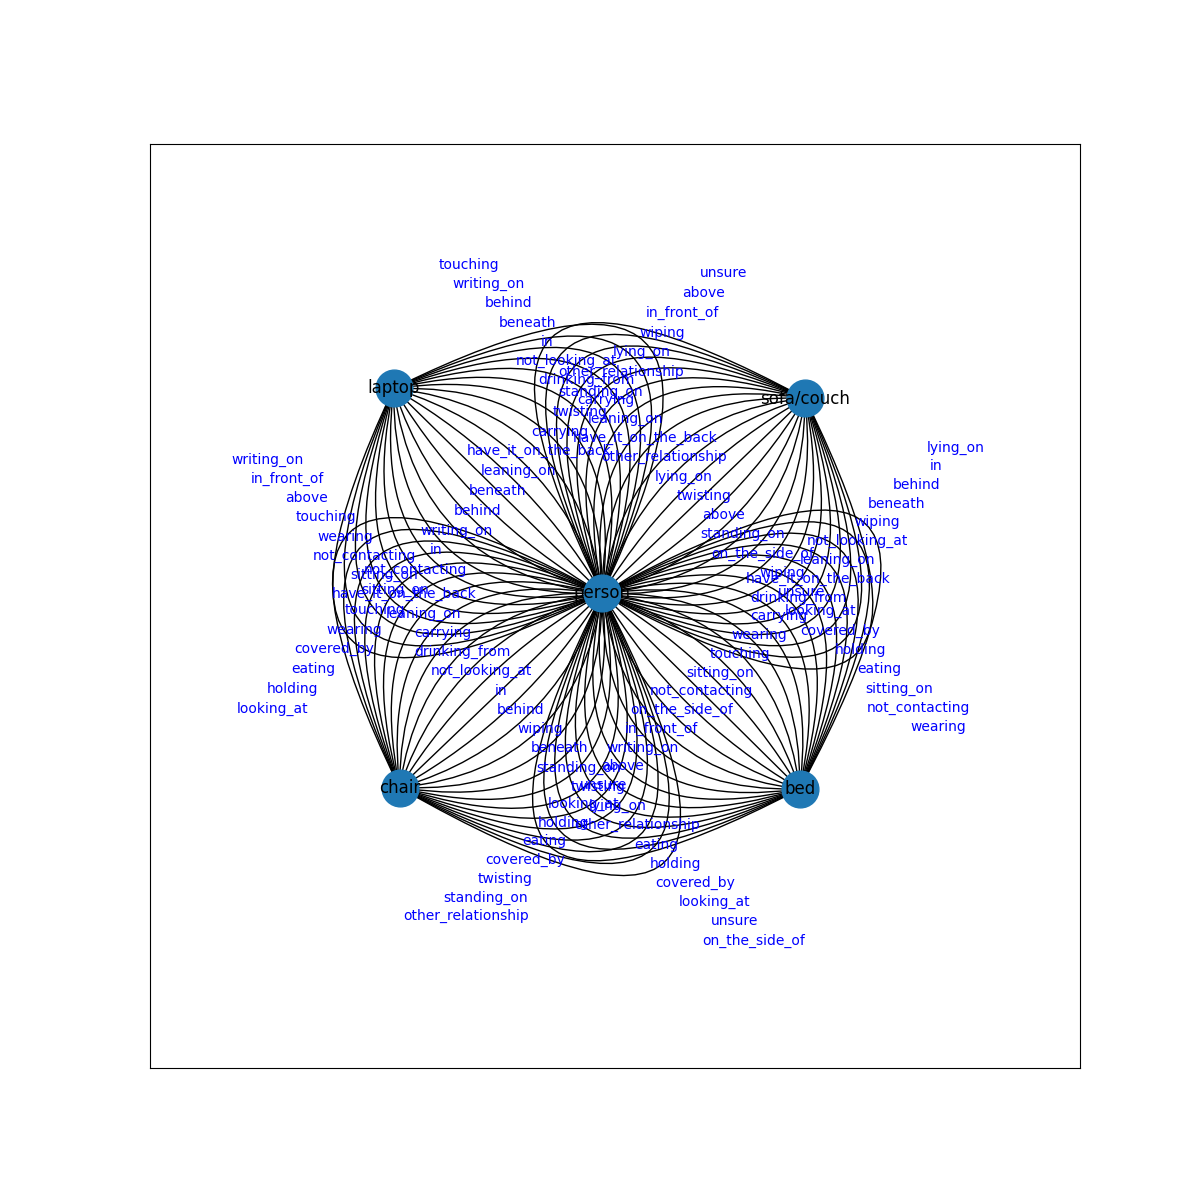 touching
unsure
writing_on
above
behind
in_front_of
beneath
wiping
in
lying_on
not_looking_at
other_relationship
drinking_from
laptop
standing_on
sofa/couch
carrying
twisting
leaning_on
carrying
have_it_on_the_back
lying_on
have_it_on_the_back
other_relationship
writing_on
in
leaning_on
lying_on
in_front_of
behind
beneath
twisting
above
beneath
behind
above
touching
wiping
writing_on
standing_on
wearing
not_looking_at
in
on_the_side_of
not_contacting
leaning_on
not_contacting
wiping
sitting_on
have_it_on_the_back
sitting_on
person
unsure
have_it_on_the_back
drinking_from
touching
leaning_on
looking_at
carrying
wearing
carrying
wearing
covered_by
covered_by
drinking_from
touching
holding
eating
not_looking_at
sitting_on
eating
holding
in
not_contacting
sitting_on
looking_at
behind
on_the_side_of
not_contacting
wiping
in_front_of
wearing
beneath
writing_on
standing_on
above
chair
twisting
unsure
bed
looking_at
lying_on
holding
other_relationship
eating
eating
covered_by
holding
twisting
covered_by
standing_on
looking_at
other_relationship
unsure
on_the_side_of